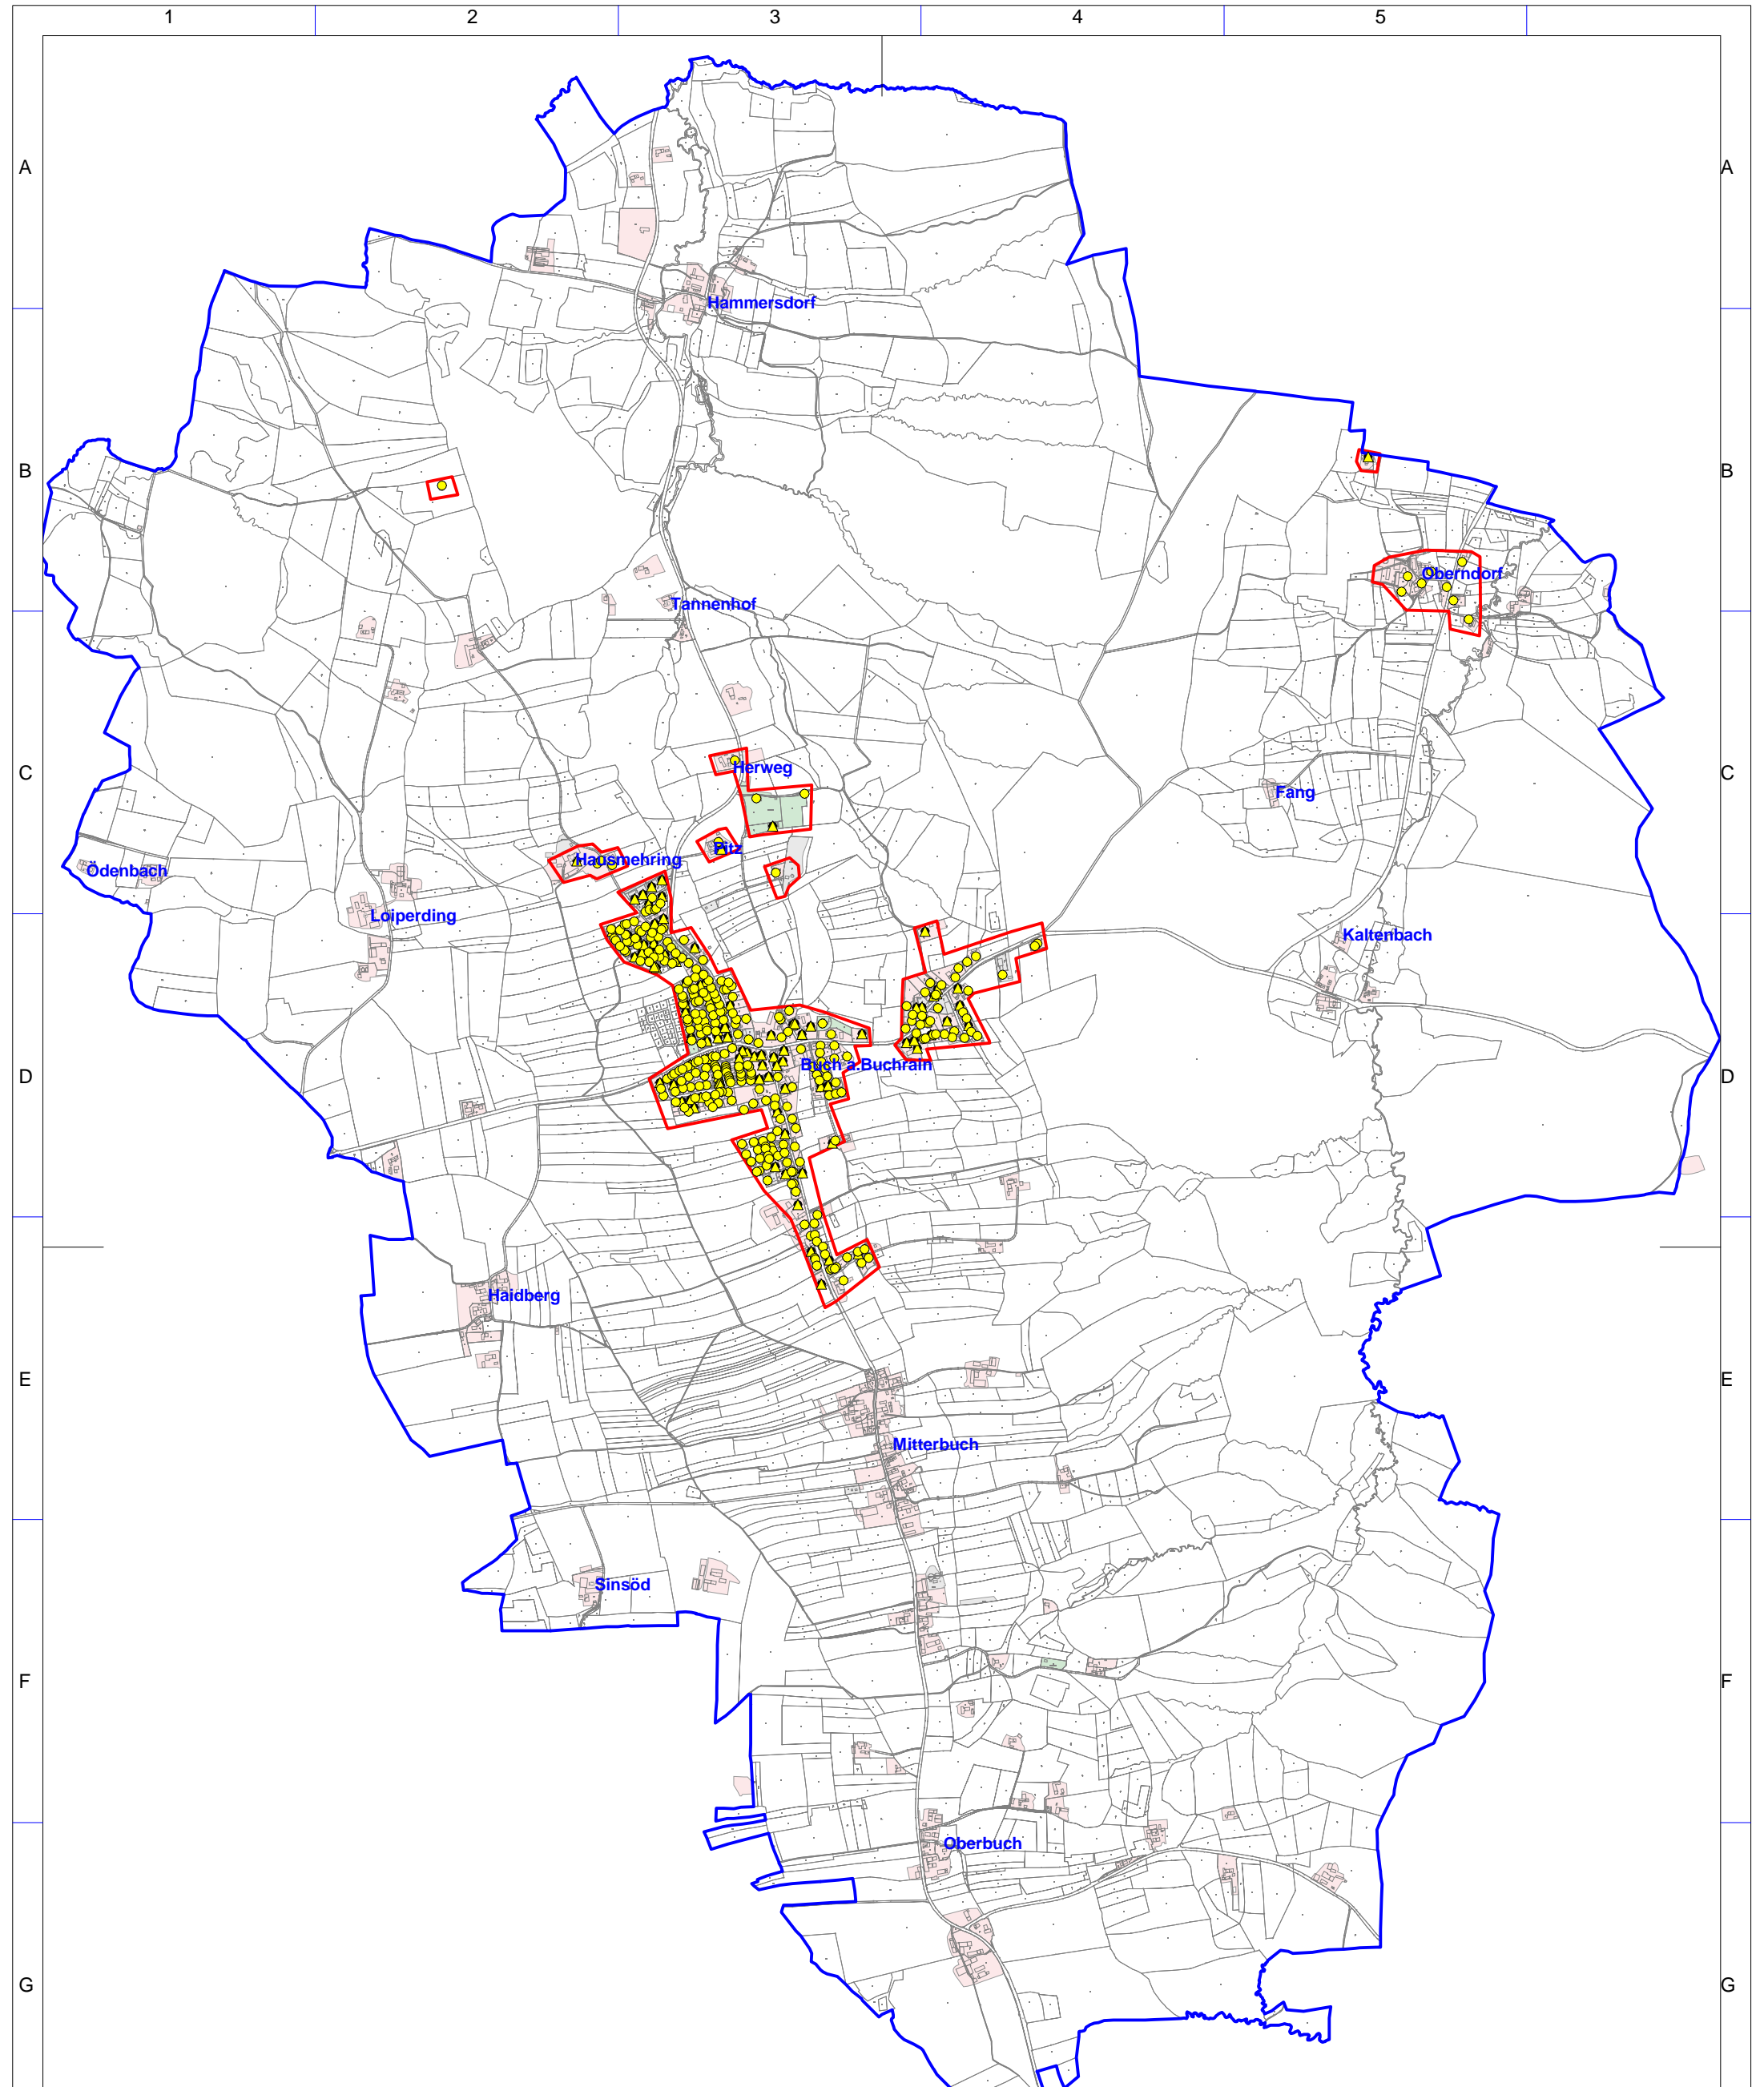 1 2 3 4 5
A A
Hammersdorf
B B
Oberndorf
Tannenhof
C C
Herweg
Fang
Pitz
Hausmehring
Ödenbach
Loiperding
Kaltenbach
Buch a.Buchrain
D D
Haidberg
E E
Mitterbuch
Sinsöd
F F
Oberbuch
G G